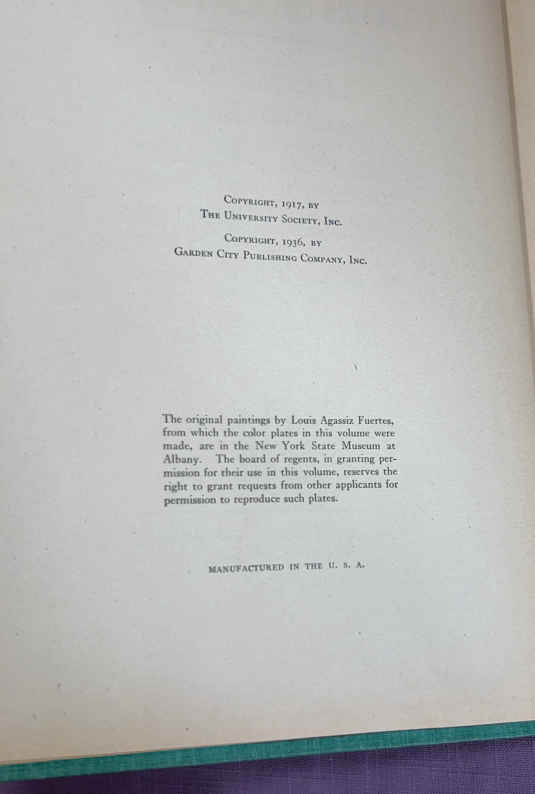 Copyright, 1917, by
The University Society, Inc.
Copyright, 1936, by
Garden City Publishing Company, Inc.
The original paintings by Louis Agassiz Fuertes,
from which the color plates in this volume were
made, are in the New York State Museum at
Albany. The board of regents, in granting per-
mission for their use in this volume, reserves the
right to grant requests from other applicants for
permission to reproduce such plates.
MANUFACTURED IN THE U. S. A.